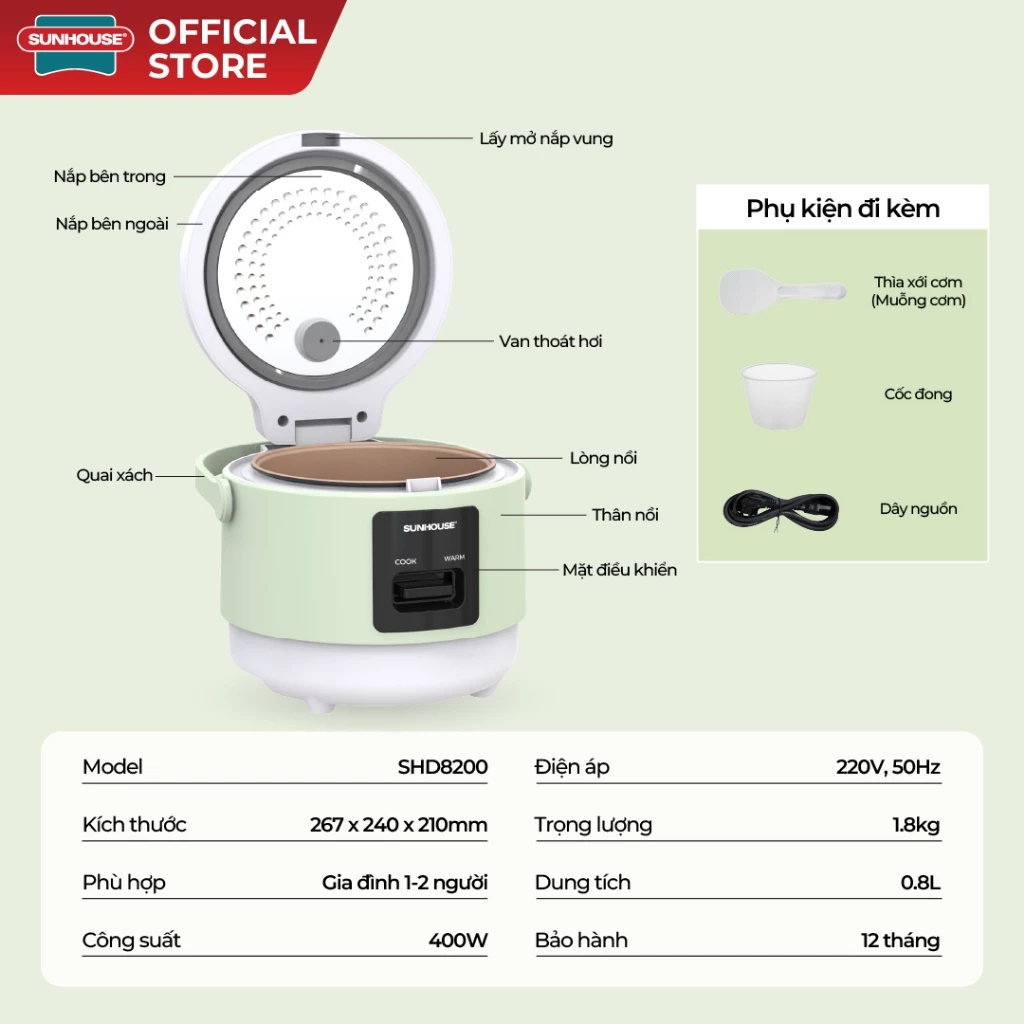 SUNHOUSE®
OFFICIAL
STORE
Lấy mở nắp vung
Nắp bên trong
Nắp bên ngoài
Van thoát hơi
Quai xách
Lòng nồi
Thân nồi
Mặt điều khiển
SUNHOUSE®
COOK WARM
Phụ kiện đi kèm
Thìa xới cơm
(Muỗng cơm)
Cốc đong
Dây nguồn
Model SHD8200
Kích thước 267 x 240 x 210mm
Phù hợp Gia đình 1-2 người
Công suất 400W
Điện áp 220V, 50Hz
Trọng lượng 1.8kg
Dung tích 0.8L
Bảo hành 12 tháng